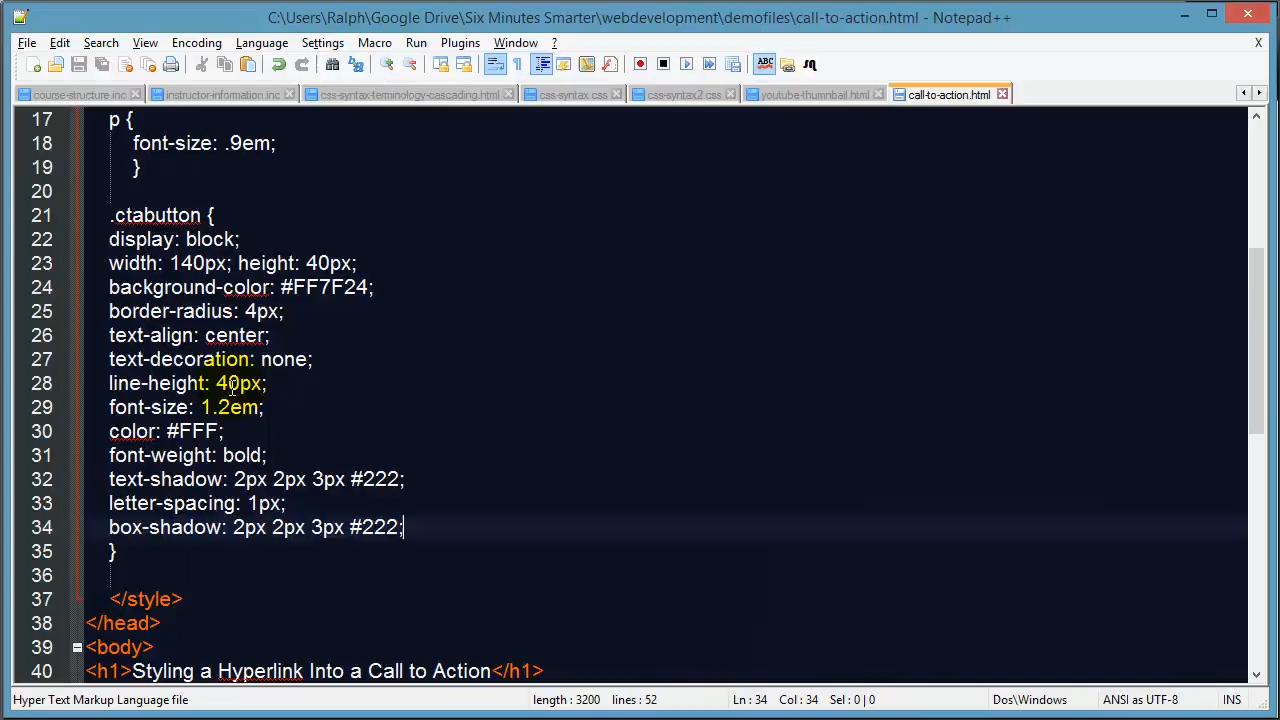 C:\Users\Ralph\Google Drive\Six Minutes Smarter\webdevelopment\demofiles\call-to-action.html - Notepad++
File Edit Search View Encoding Language Settings Macro Run Plugins Window ? X
course-structure.inc instructor-information.inc css-syntax-terminology-cascading.html css-syntax.css css-syntax2.css youtube-thumnbail.html call-to-action.html
17 p {
18 font-size: .9em;
19 }
20
21 .ctabutton {
22 display: block;
23 width: 140px; height: 40px;
24 background-color: #FF7F24;
25 border-radius: 4px;
26 text-align: center;
27 text-decoration: none;
28 line-height: 40px;
29 font-size: 1.2em;
30 color: #FFF;
31 font-weight: bold;
32 text-shadow: 2px 2px 3px #222;
33 letter-spacing: 1px;
34 box-shadow: 2px 2px 3px #222;
35 }
36
37 </style>
38 </head>
39 <body>
40 <h1>Styling a Hyperlink Into a Call to Action</h1>
Hyper Text Markup Language file length : 3200 lines : 52 Ln : 34 Col : 34 Sel : 0 | 0 Dos\Windows ANSI as UTF-8 INS